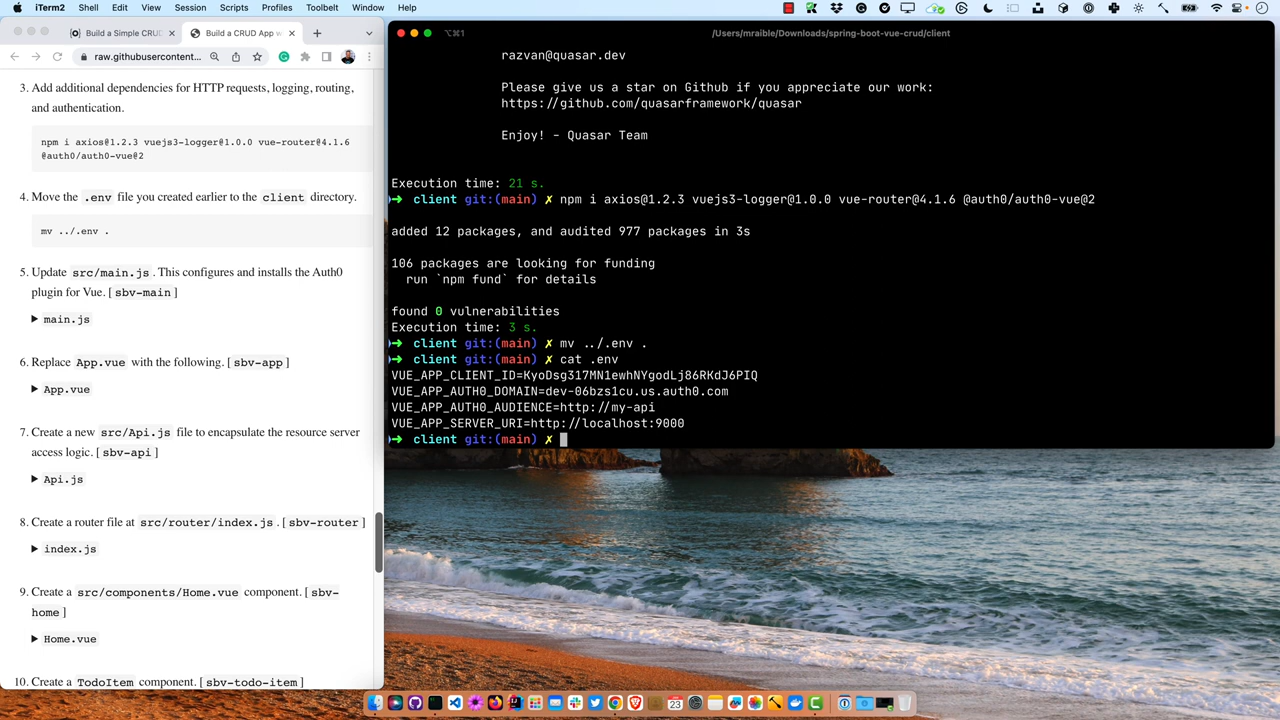 iTerm2 Shell Edit View Session Scripts Profiles Toolbelt Window Help
Build a Simple CRUD
Build a CRUD App w
raw.githubusercontent...
3. Add additional dependencies for HTTP requests, logging, routing,
and authentication.
npm i axios@1.2.3 vuejs3-logger@1.0.0 vue-router@4.1.6
@auth0/auth0-vue@2
4. Move the .env file you created earlier to the client directory.
mv ../.env .
5. Update src/main.js . This configures and installs the Auth0
plugin for Vue. [ sbv-main ]
main.js
6. Replace App.vue with the following. [ sbv-app ]
App.vue
7. Create a new src/Api.js file to encapsulate the resource server
access logic. [ sbv-api ]
Api.js
8. Create a router file at src/router/index.js . [ sbv-router ]
index.js
9. Create a src/components/Home.vue component. [ sbv-
home ]
Home.vue
10. Create a TodoItem component. [ sbv-todo-item ]
⌥⌘1
/Users/mraible/Downloads/spring-boot-vue-crud/client
razvan@quasar.dev
Please give us a star on Github if you appreciate our work:
https://github.com/quasarframework/quasar
Enjoy! - Quasar Team
Execution time: 21 s.
➜ client git:(main) ✗ npm i axios@1.2.3 vuejs3-logger@1.0.0 vue-router@4.1.6 @auth0/auth0-vue@2
added 12 packages, and audited 977 packages in 3s
106 packages are looking for funding
run `npm fund` for details
found 0 vulnerabilities
Execution time: 3 s.
➜ client git:(main) ✗ mv ../.env .
➜ client git:(main) ✗ cat .env
VUE_APP_CLIENT_ID=KyoDsg317MN1ewhNYgodLj86RKdJ6PIQ
VUE_APP_AUTH0_DOMAIN=dev-06bzs1cu.us.auth0.com
VUE_APP_AUTH0_AUDIENCE=http://my-api
VUE_APP_SERVER_URI=http://localhost:9000
➜ client git:(main) ✗
23